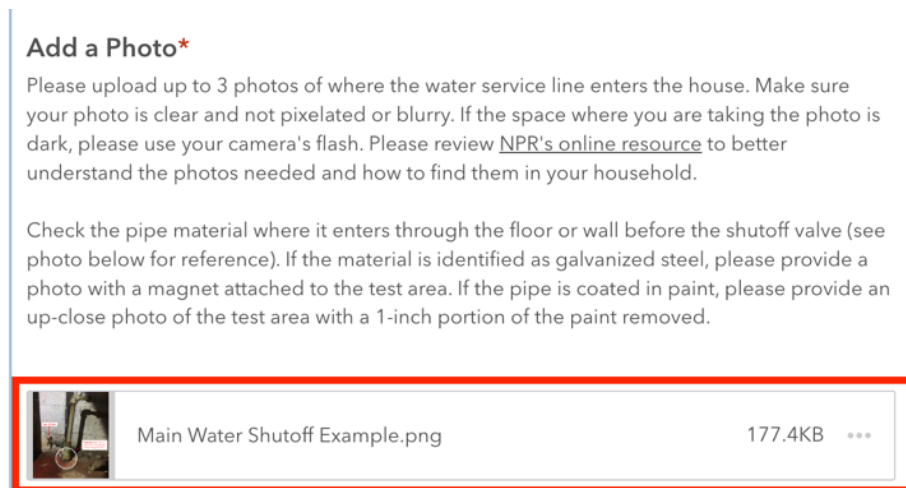 Add a Photo*
Please upload up to 3 photos of where the water service line enters the house. Make sure
your photo is clear and not pixelated or blurry. If the space where you are taking the photo is
dark, please use your camera's flash. Please review NPR's online resource to better
understand the photos needed and how to find them in your household.
Check the pipe material where it enters through the floor or wall before the shutoff valve (see
photo below for reference). If the material is identified as galvanized steel, please provide a
photo with a magnet attached to the test area. If the pipe is coated in paint, please provide an
up-close photo of the test area with a 1-inch portion of the paint removed.
Main Water Shutoff Example.png 177.4KB